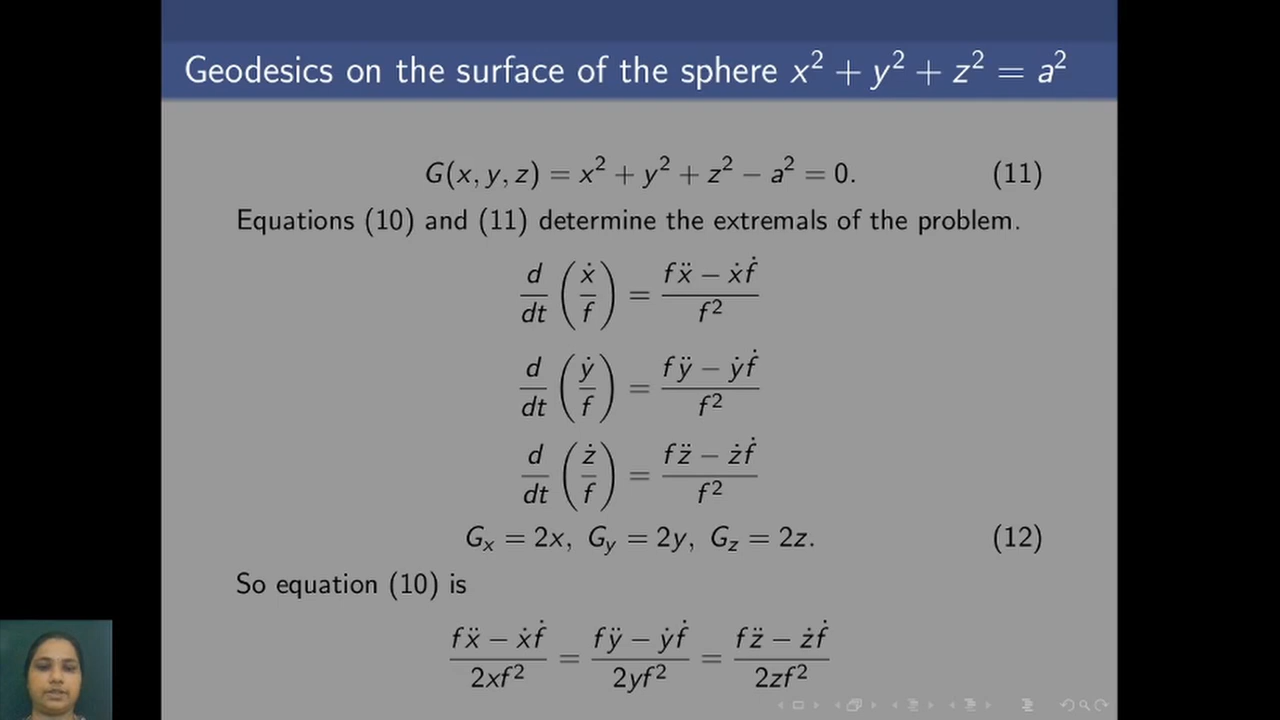 Geodesics on the surface of the sphere x² + y² + z² = a²
G(x, y, z) = x² + y² + z² − a² = 0. (11)
Equations (10) and (11) determine the extremals of the problem.
d/dt (ẋ/f) = (fẍ − ẋḟ)/f²
d/dt (ẏ/f) = (fÿ − ẏḟ)/f²
d/dt (ż/f) = (fz̈ − żḟ)/f²
Gₓ = 2x, G_y = 2y, G_z = 2z. (12)
So equation (10) is
(fẍ − ẋḟ)/(2xf²) = (fÿ − ẏḟ)/(2yf²) = (fz̈ − żḟ)/(2zf²)